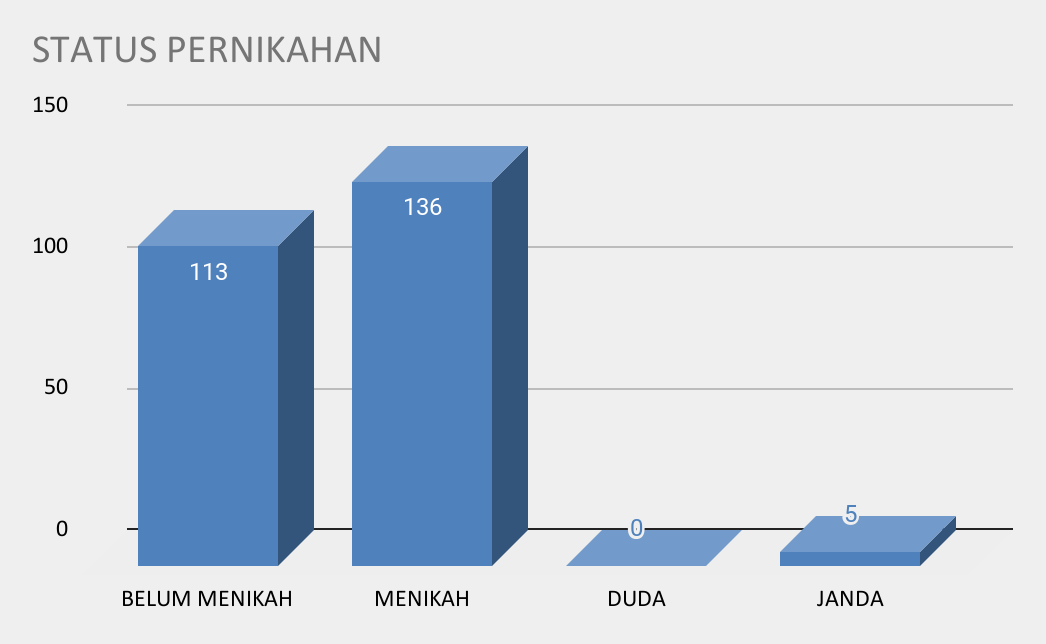 STATUS PERNIKAHAN
150
100
50
0
113
136
0
5
BELUM MENIKAH
MENIKAH
DUDA
JANDA